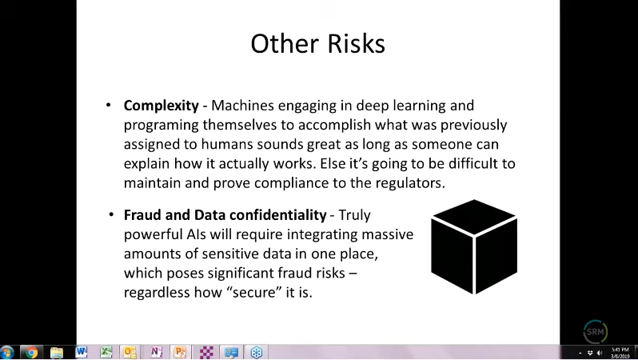 Other Risks
• Complexity - Machines engaging in deep learning and
programing themselves to accomplish what was previously
assigned to humans sounds great as long as someone can
explain how it actually works. Else it's going to be difficult to
maintain and prove compliance to the regulators.
• Fraud and Data confidentiality - Truly
powerful AIs will require integrating massive
amounts of sensitive data in one place,
which poses significant fraud risks –
regardless how “secure” it is.
SRM
5:45 PM